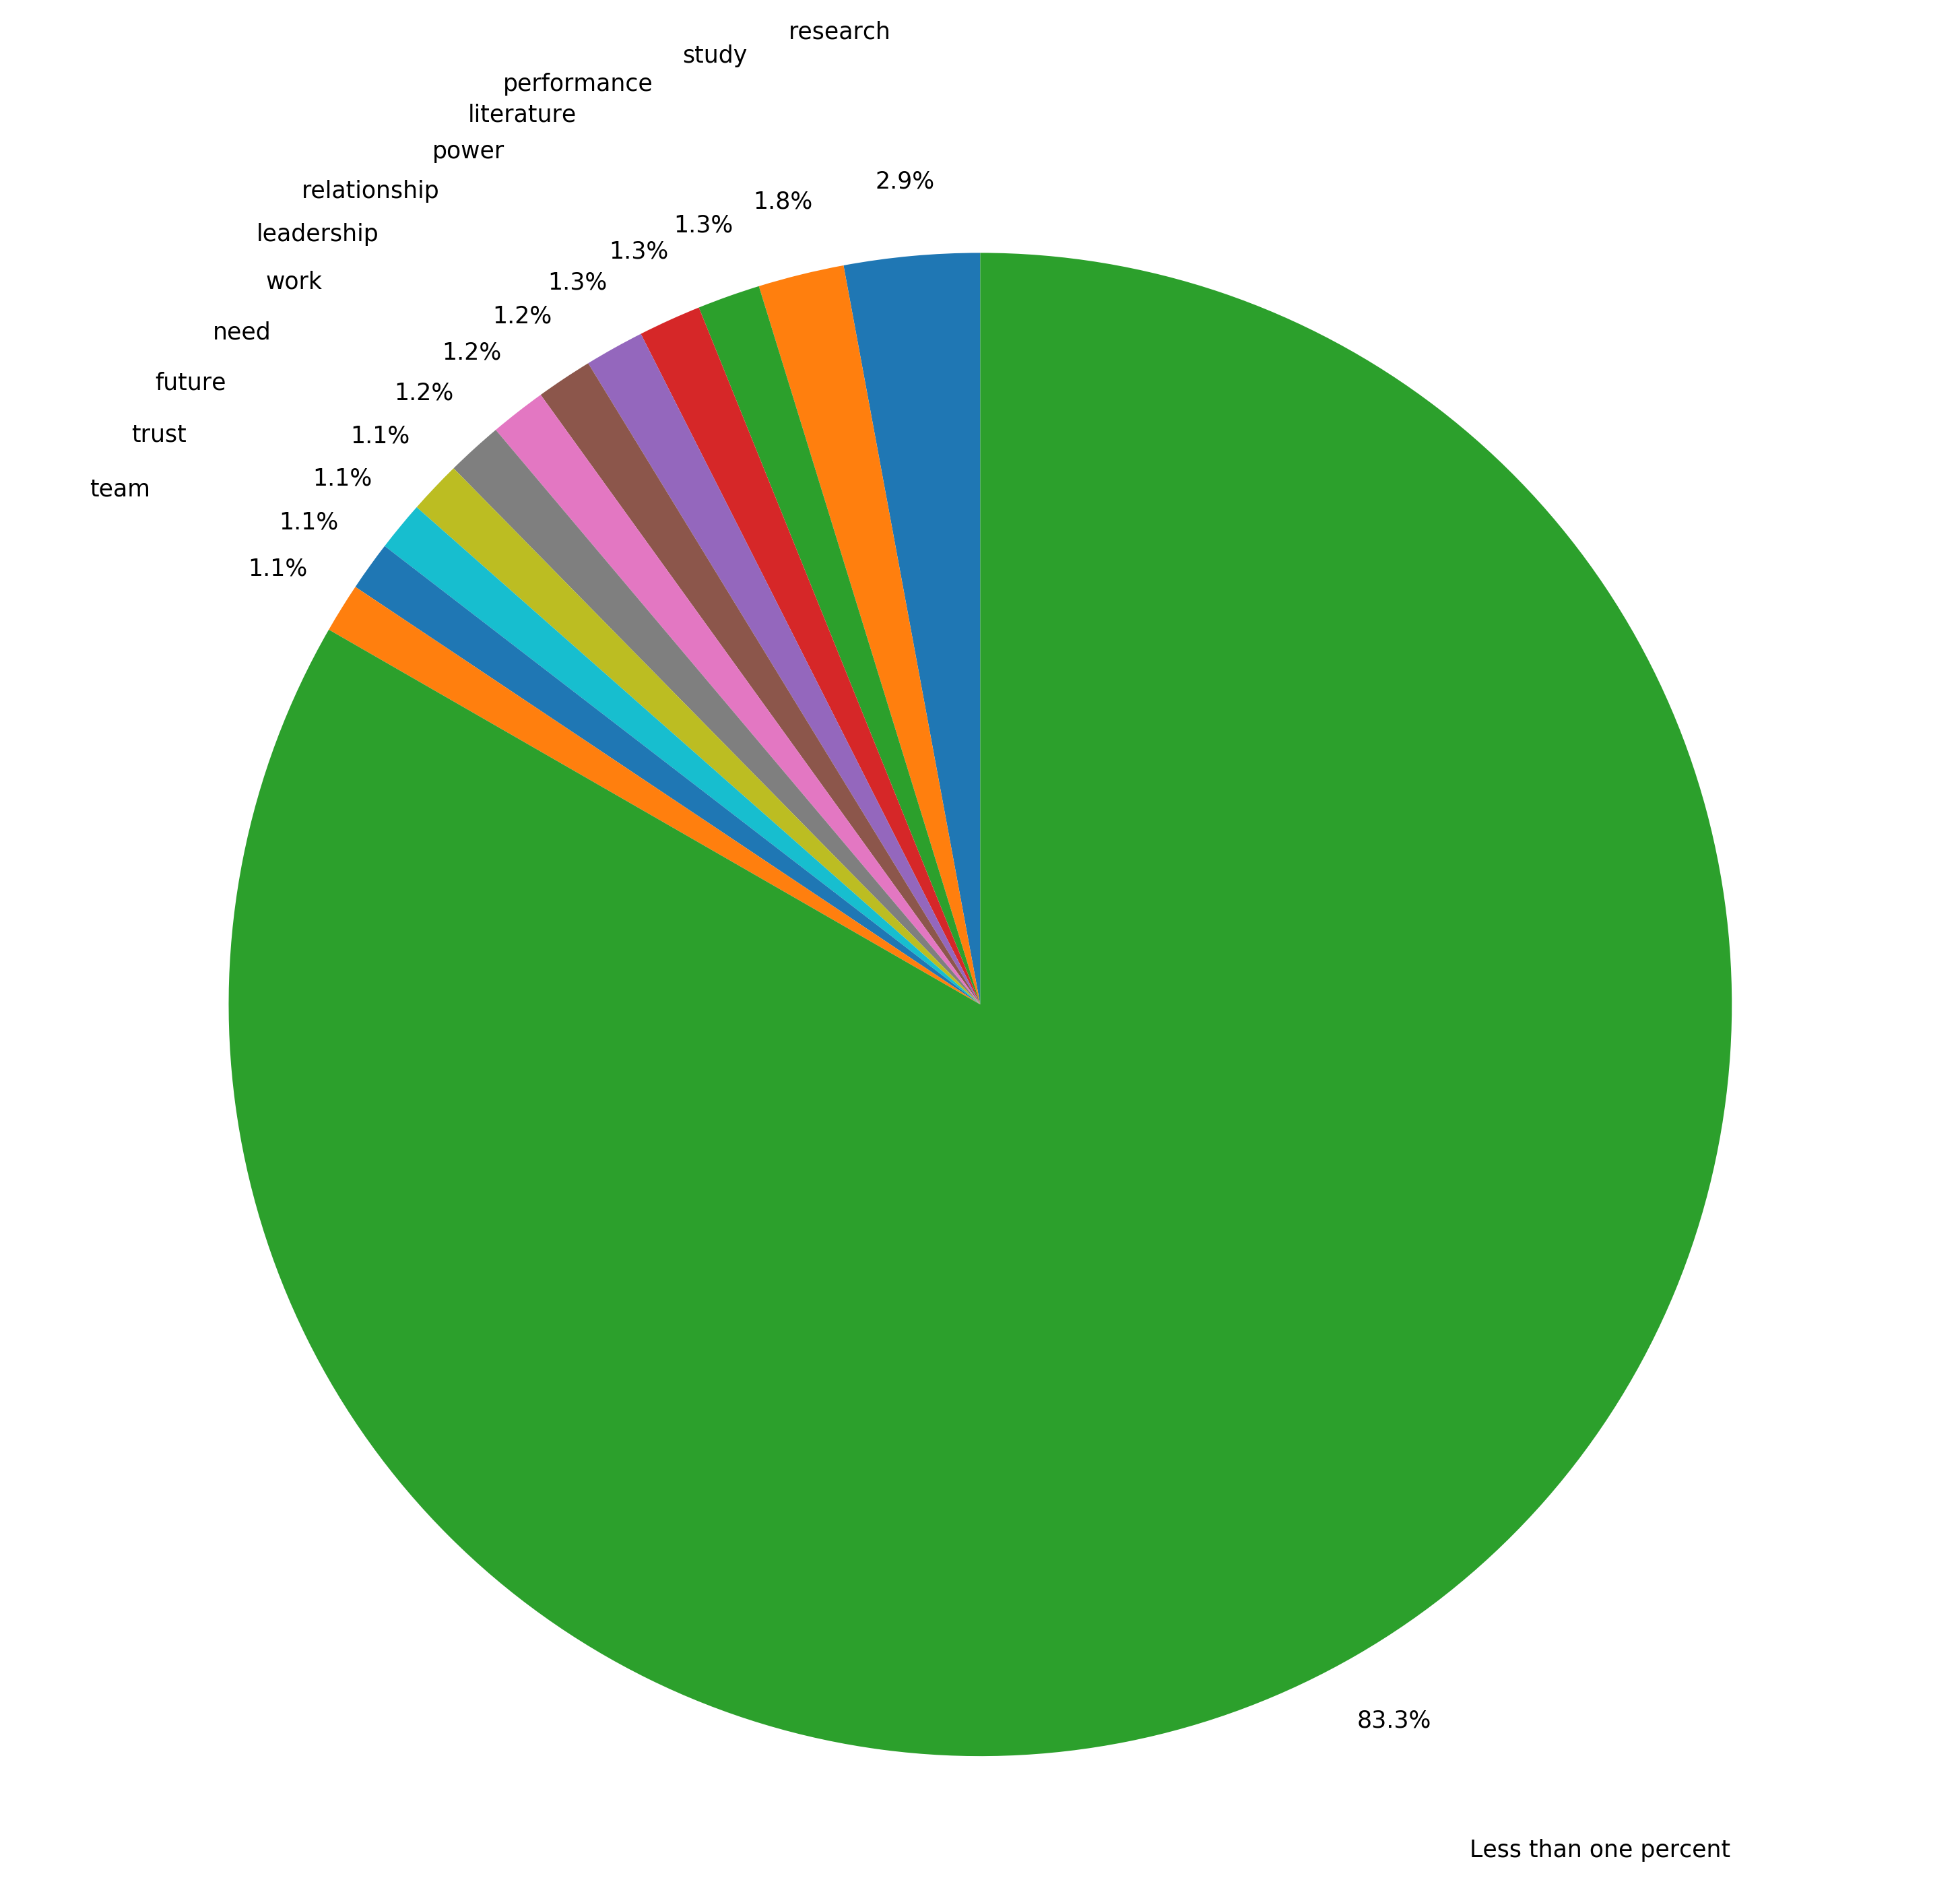 research
study
performance
literature
power
relationship
leadership
work
need
future
trust
team
2.9%
1.8%
1.3%
1.3%
1.3%
1.2%
1.2%
1.2%
1.1%
1.1%
1.1%
1.1%
83.3%
Less than one percent